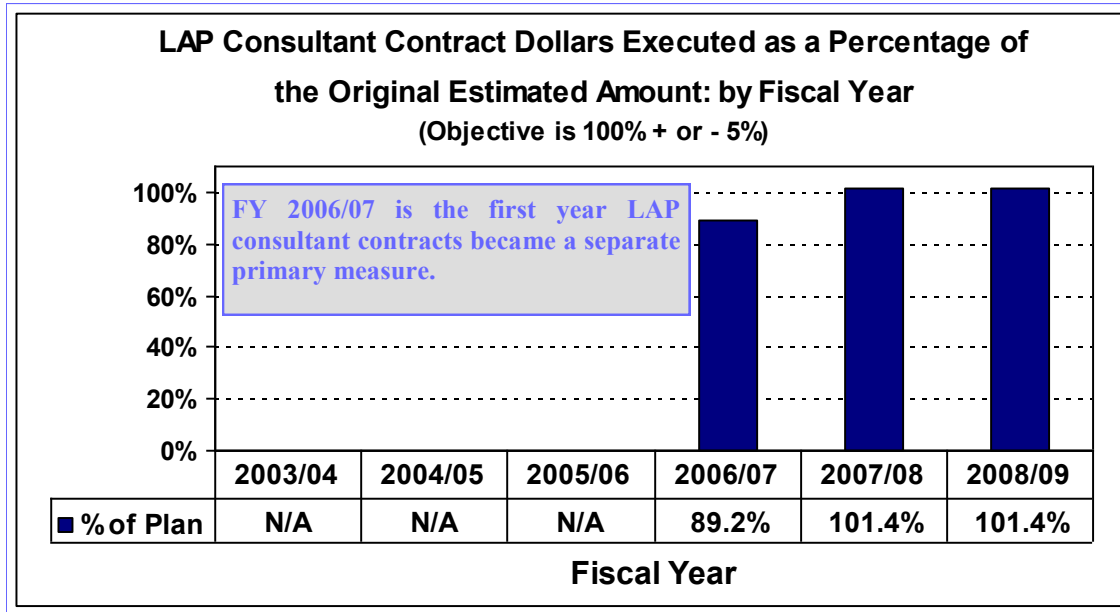 LAP Consultant Contract Dollars Executed as a Percentage of
the Original Estimated Amount: by Fiscal Year
(Objective is 100% + or - 5%)
100%
80%
60%
40%
20%
0%
FY 2006/07 is the first year LAP
consultant contracts became a separate
primary measure.
2003/04 2004/05 2005/06 2006/07 2007/08 2008/09
% of Plan N/A N/A N/A 89.2% 101.4% 101.4%
Fiscal Year